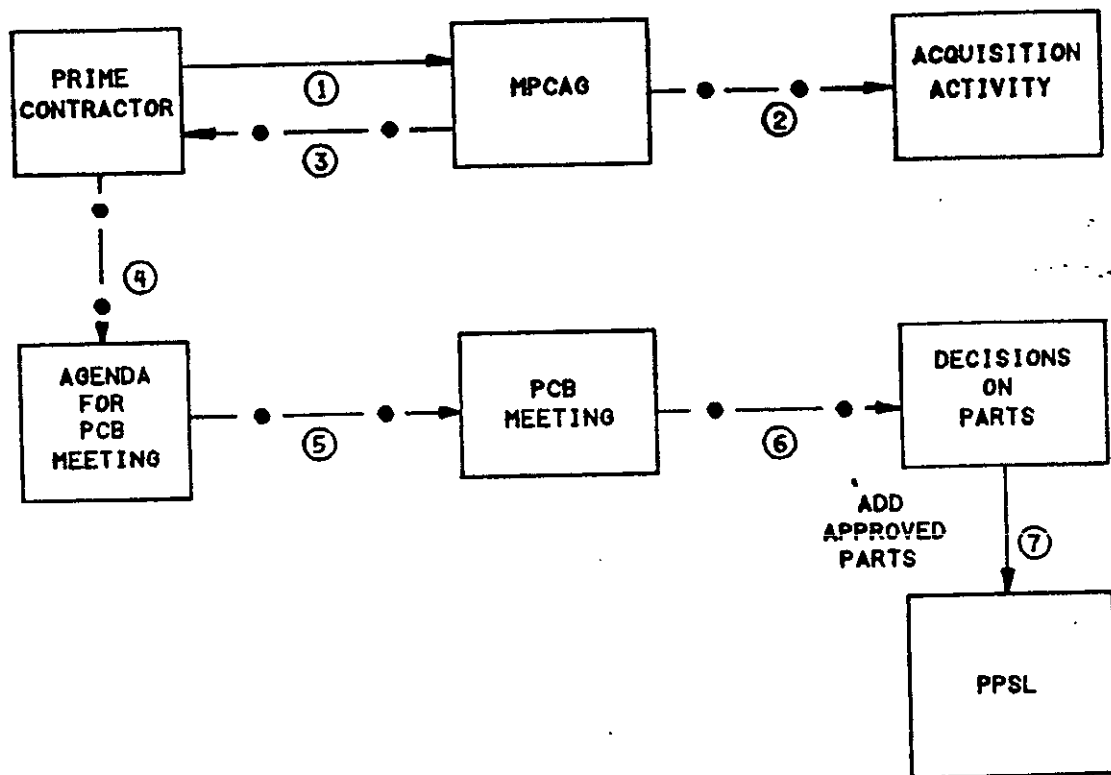 PRIME
CONTRACTOR
①
③
MPCAG
②
ACQUISITION
ACTIVITY
④
AGENDA
FOR
PCB
MEETING
⑤
PCB
MEETING
⑥
DECISIONS
ON
PARTS
ADD
APPROVED
PARTS
⑦
PPSL